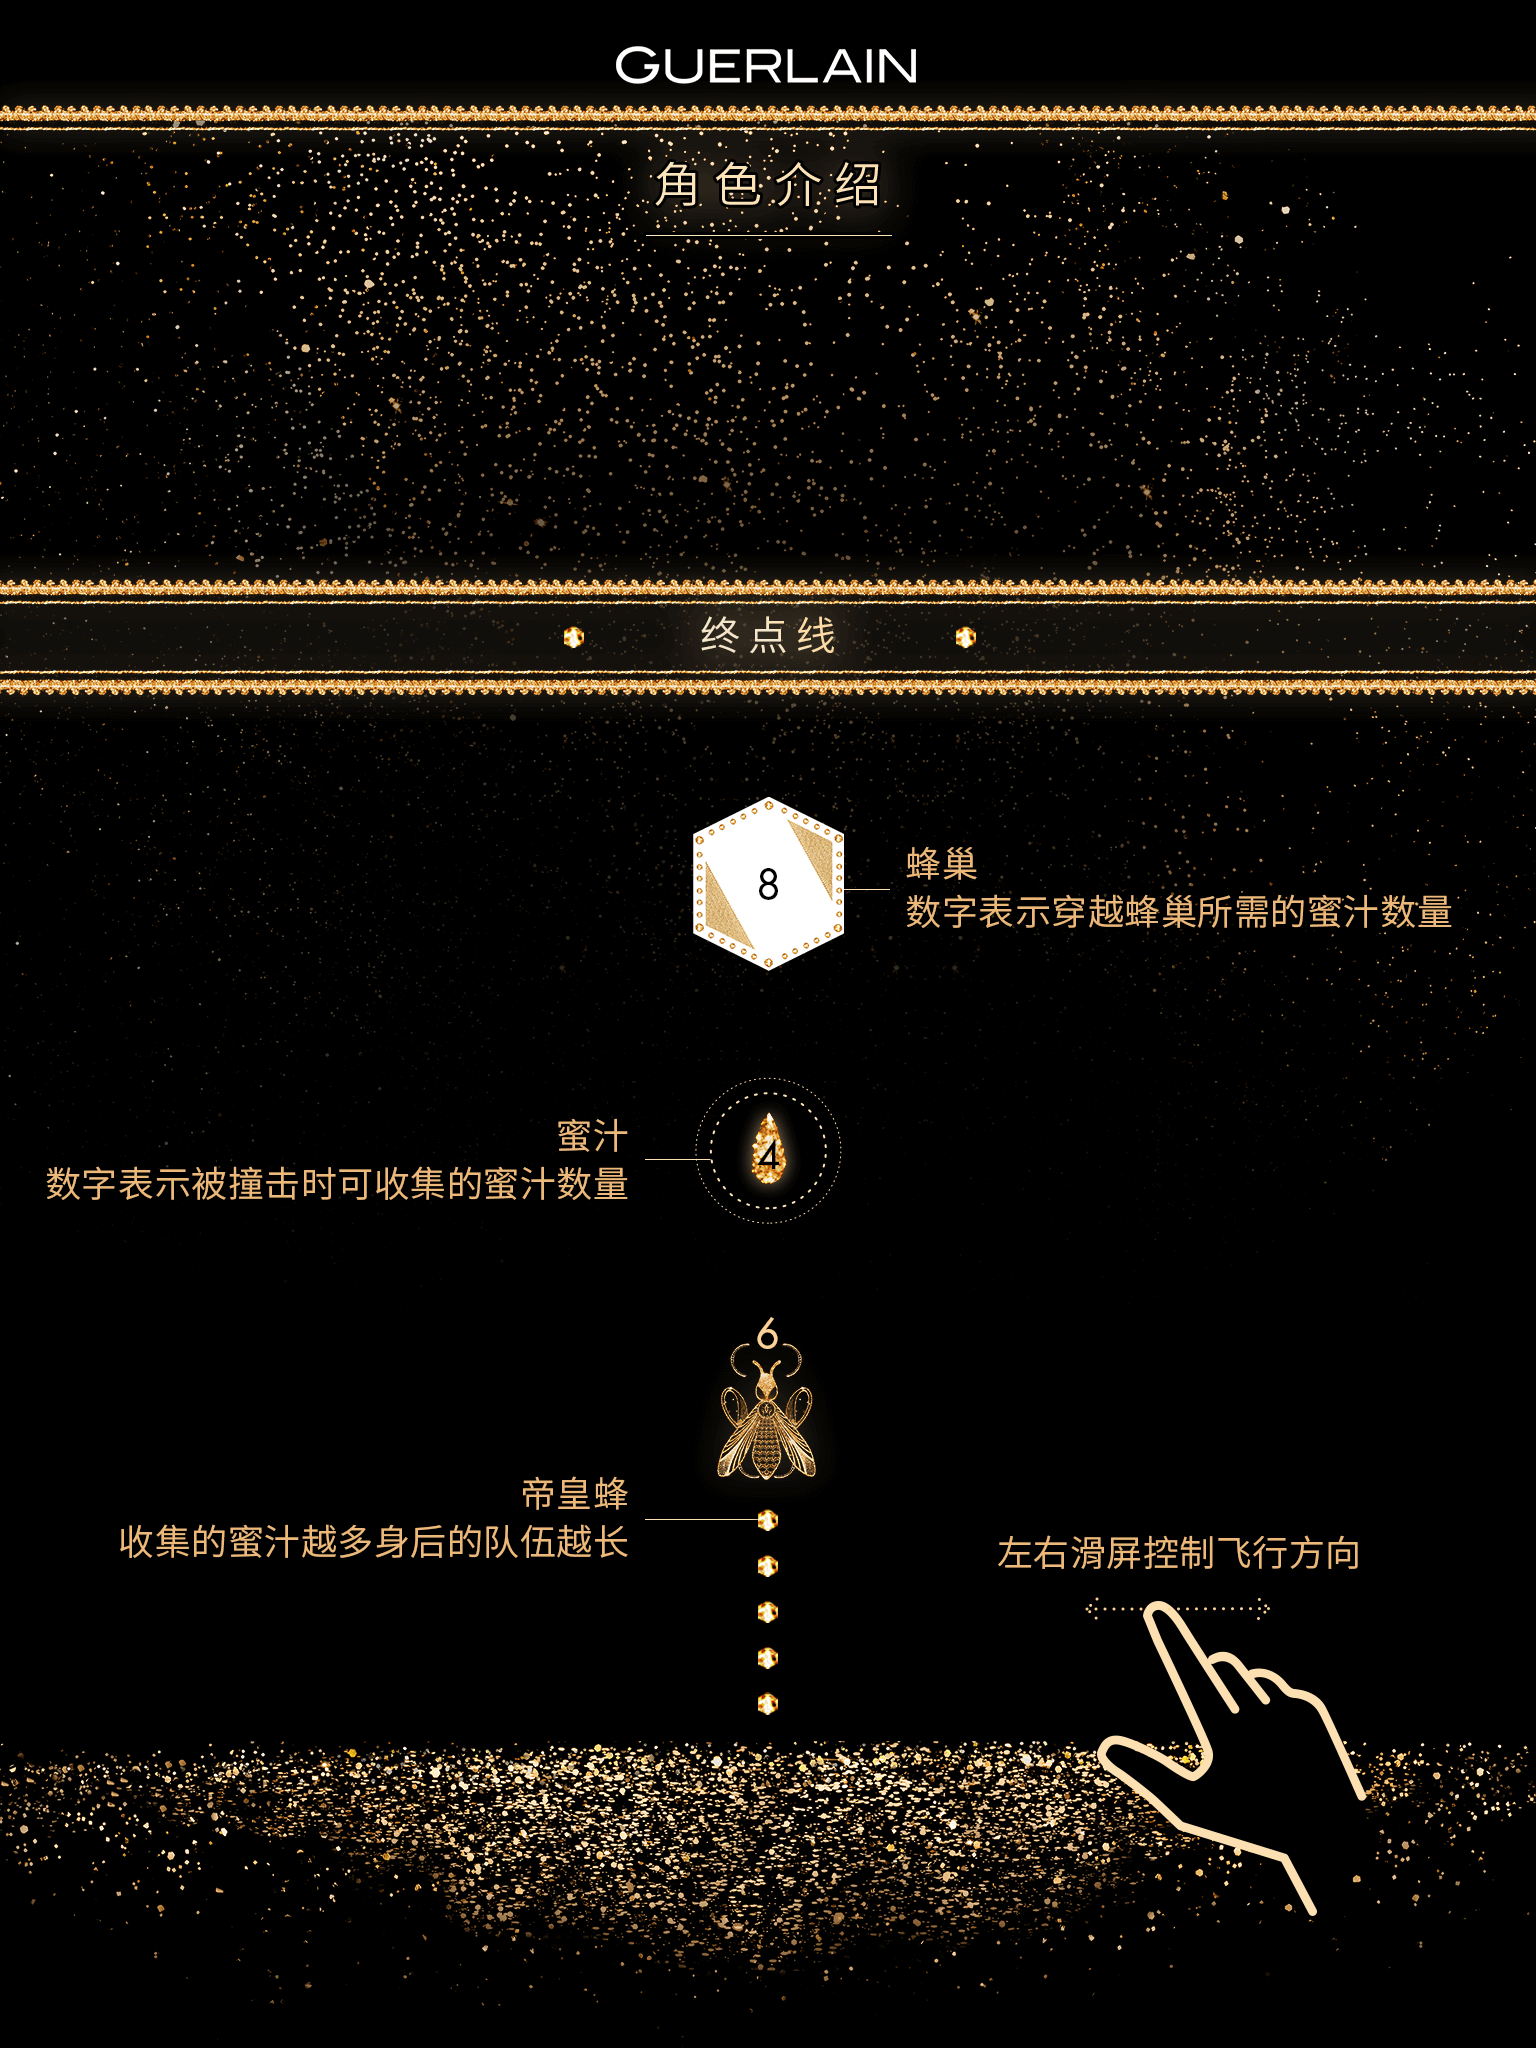 GUERLAIN
角色介绍
终点线
8
蜂巢
数字表示穿越蜂巢所需的蜜汁数量
蜜汁
数字表示被撞击时可收集的蜜汁数量
4
6
帝皇蜂
收集的蜜汁越多身后的队伍越长
左右滑屏控制飞行方向